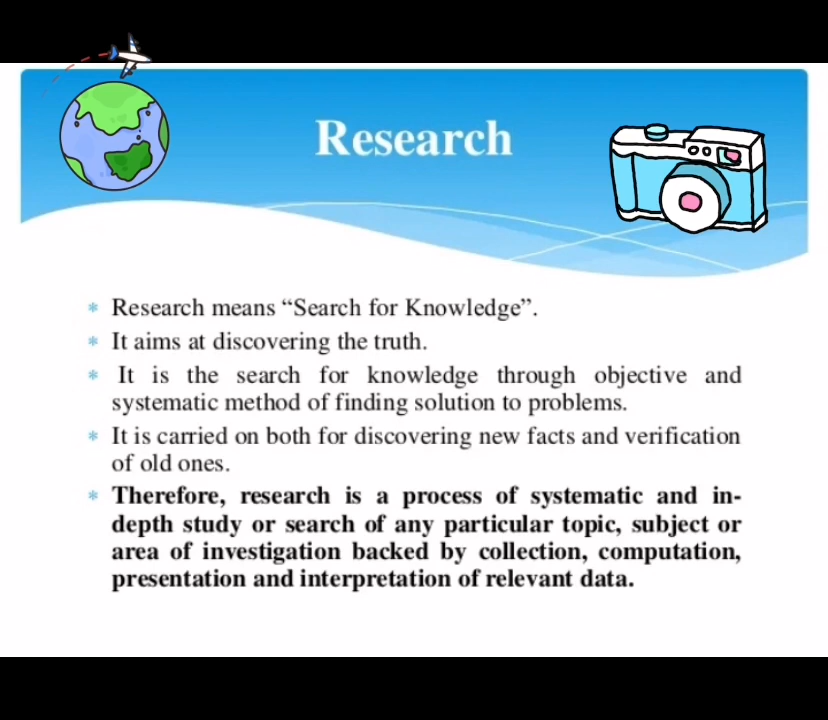 Research
* Research means “Search for Knowledge”.
* It aims at discovering the truth.
* It is the search for knowledge through objective and
systematic method of finding solution to problems.
* It is carried on both for discovering new facts and verification
of old ones.
* Therefore, research is a process of systematic and in-
depth study or search of any particular topic, subject or
area of investigation backed by collection, computation,
presentation and interpretation of relevant data.